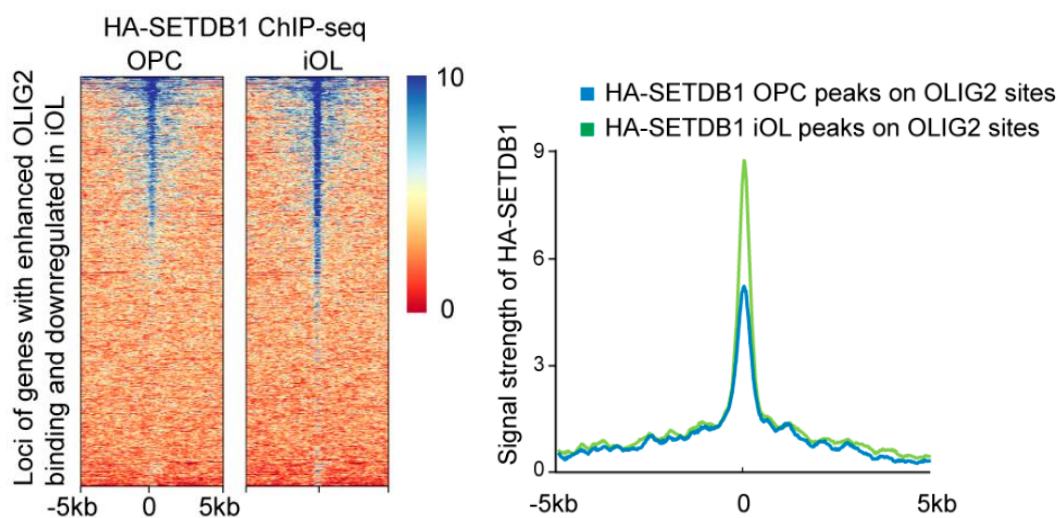 HA-SETDB1 ChIP-seq
OPC
iOL
Loci of genes with enhanced OLIG2
binding and downregulated in iOL
10
0
-5kb
0
5kb
HA-SETDB1 OPC peaks on OLIG2 sites
HA-SETDB1 iOL peaks on OLIG2 sites
Signal strength of HA-SETDB1
9
6
3
0
-5kb
0
5kb